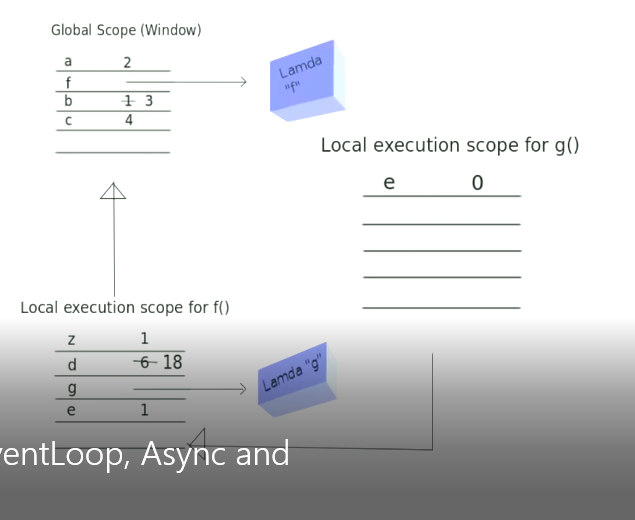 Global Scope (Window)
a 2
f
b 1 3
c 4
Lamda
"f"
Local execution scope for g()
e 0
Local execution scope for f()
z 1
d 6 18
g
e 1
Lamda "g"
ventLoop, Async and